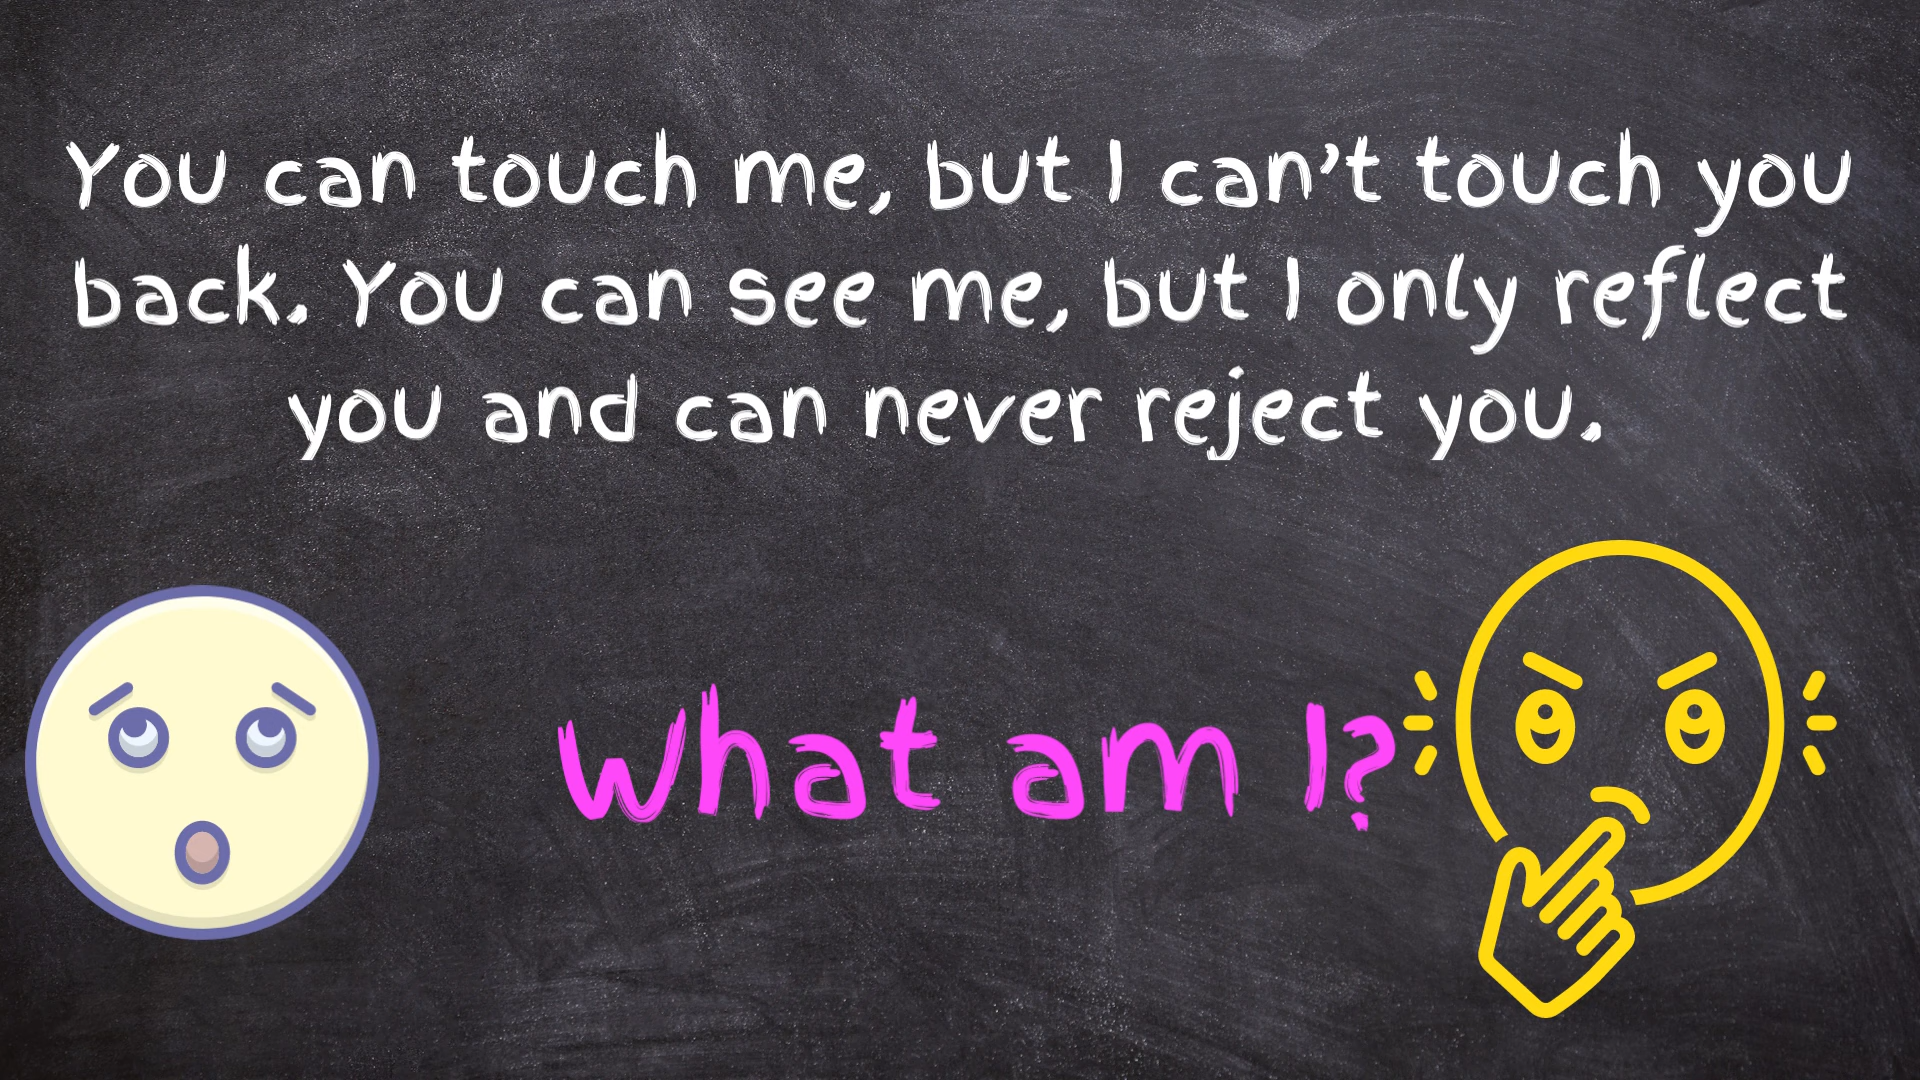 You can touch me, but I can't touch you
back. You can see me, but I only reflect
you and can never reject you.
What am I?